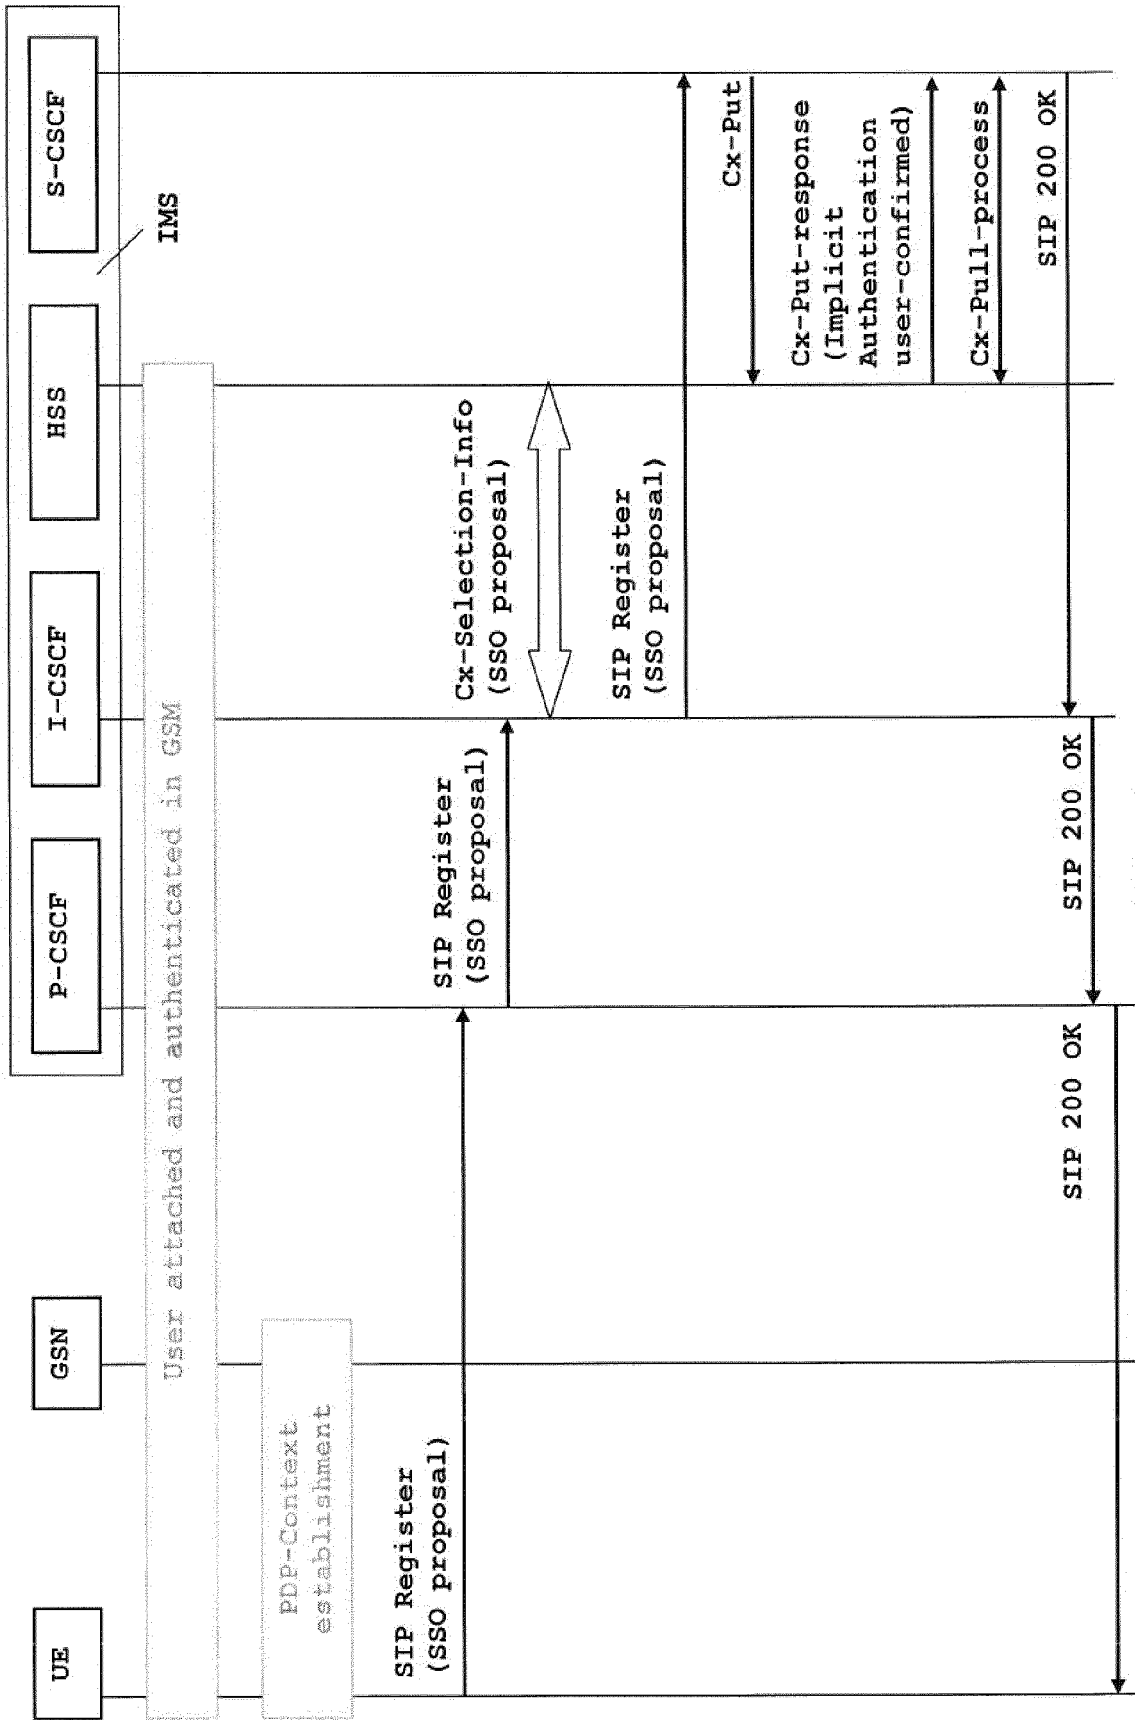 UE
GSN
P-CSCF
I-CSCF
HSS
S-CSCF
IMS
User attached and authenticated in GSM
PDP-Context
establishment
SIP Register
(SSO proposal)
SIP Register
(SSO proposal)
Cx-Selection-Info
(SSO proposal)
SIP Register
(SSO proposal)
Cx-Put
Cx-Put-response
(Implicit
Authentication
user-confirmed)
Cx-Pull-process
SIP 200 OK
SIP 200 OK
SIP 200 OK